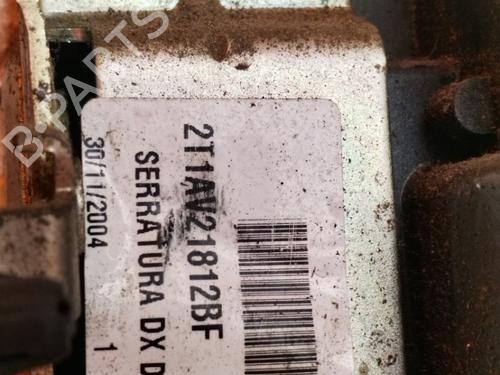 2T1AV21812BF
SERRATURA DX D
30/11/2004
1
B-PARTS